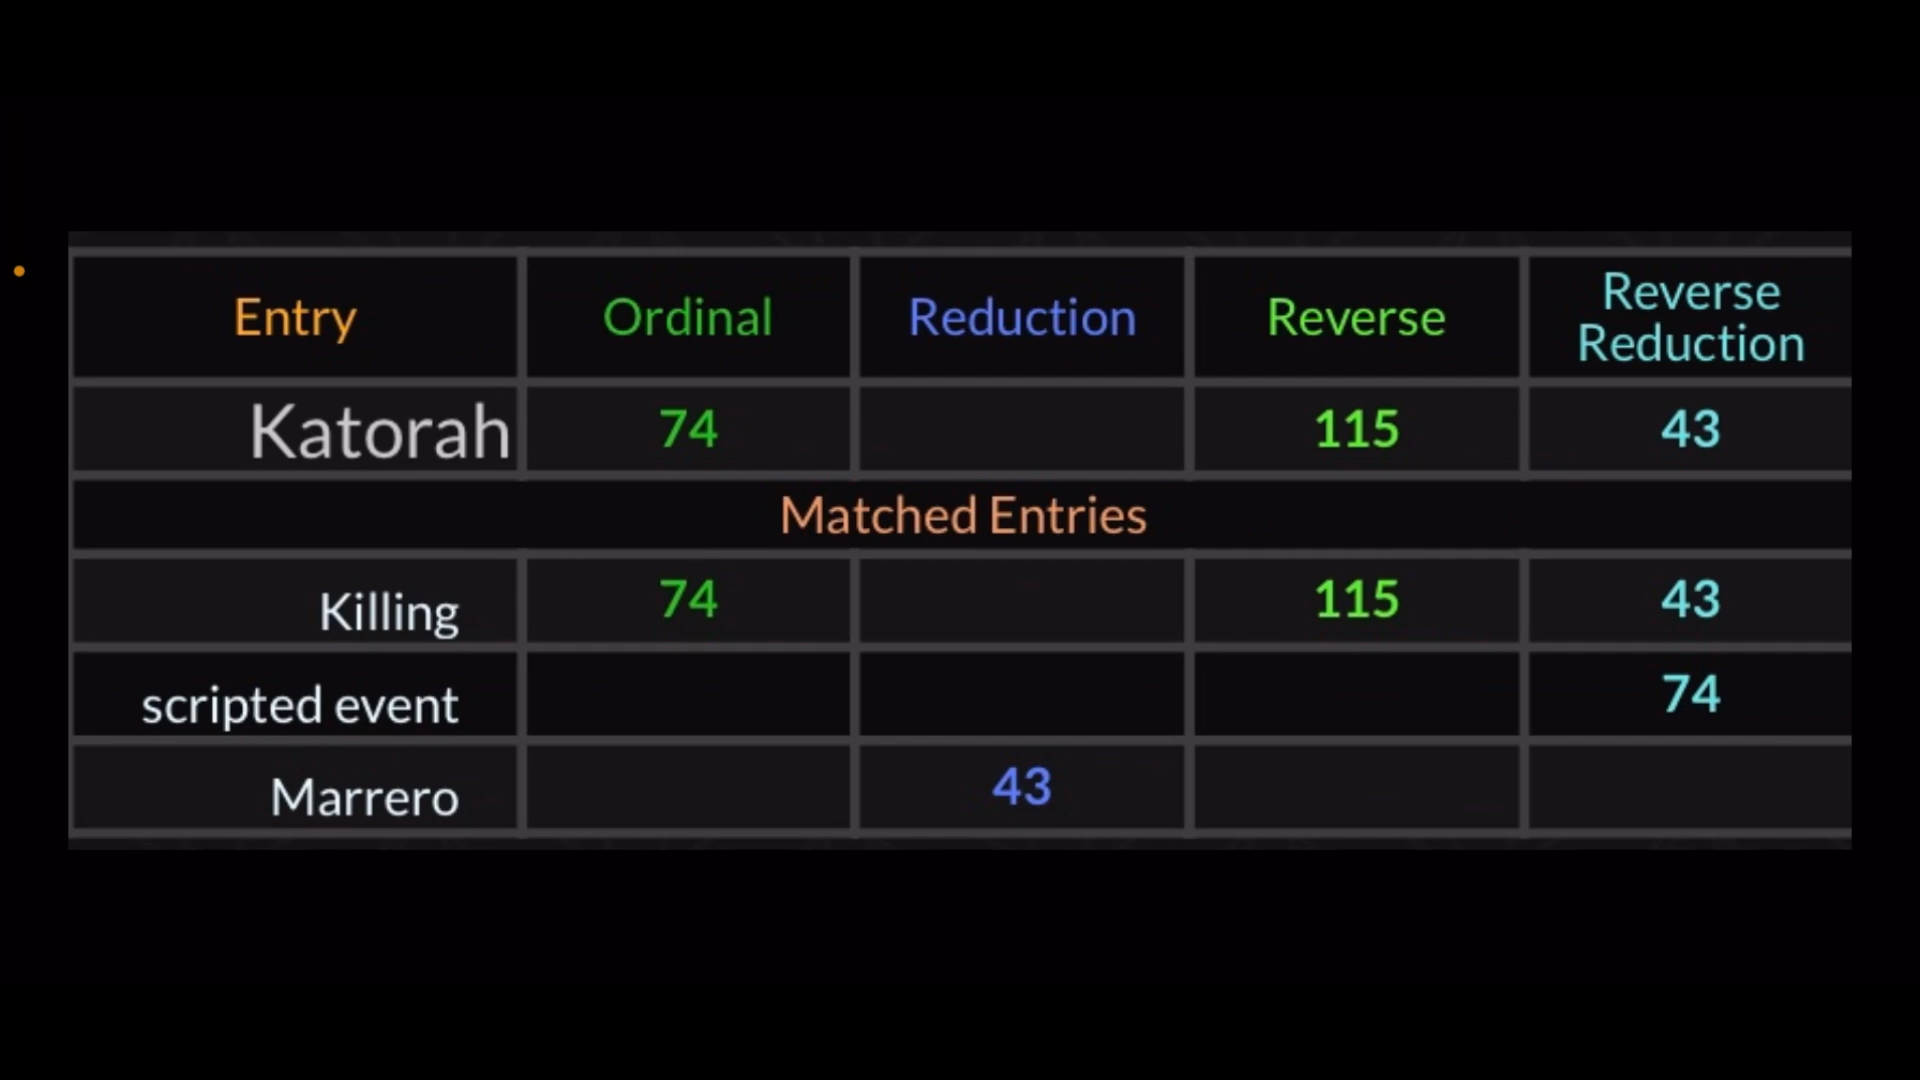 Entry Ordinal Reduction Reverse Reverse Reduction
Katorah 74 115 43
Matched Entries
Killing 74 115 43
scripted event 74
Marrero 43